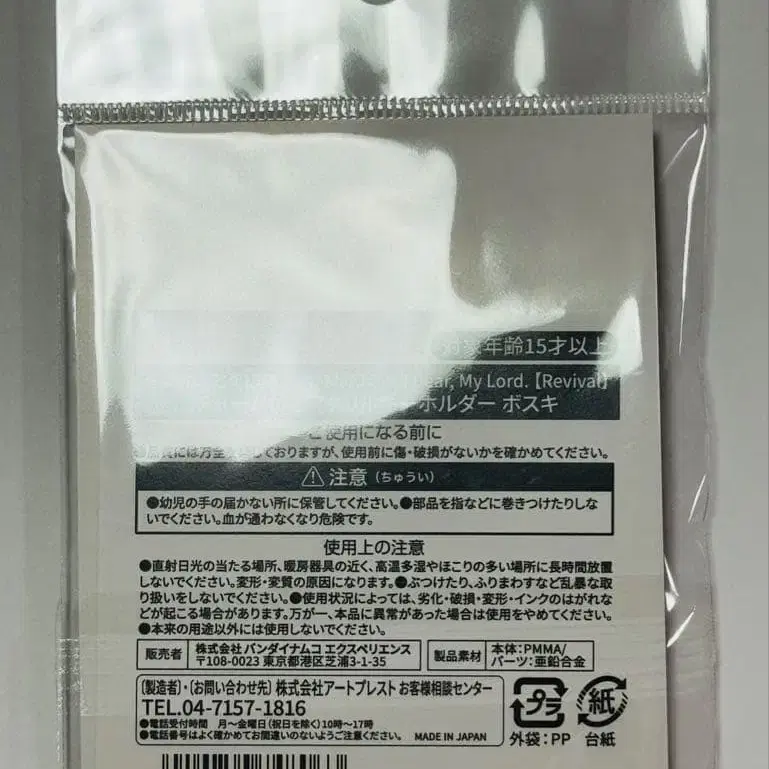 対象年齢15才以上
ear, My Lord.【Revival】
ホルダー ボスキ
ご使用になる前に
●品質には万全を期しておりますが、使用前に傷・破損がないかを確かめてください。
⚠注意（ちゅうい）
●幼児の手の届かない所に保管してください。●部品を指などに巻きつけたりしな
いでください。血が通わなくなり危険です。
使用上の注意
●直射日光の当たる場所、暖房器具の近く、高温多湿やほこりの多い場所に長時間放置
しないでください。変形・変質の原因になります。●ぶつけたり、ふりまわすなど乱暴な取
り扱いをしないでください。●使用状況によっては、劣化・破損・変形・インクのはがれな
どが起こる場合があります。万が一、本品に異常があった場合は使用をやめてください。
●本来の用途以外には使用しないでください。
販売者 株式会社 バンダイナムコ エクスペリエンス
〒108-0023 東京都港区芝浦3-1-35
製品素材 本体：PMMA/
パーツ：亜鉛合金
〔製造者〕・〔お問い合わせ先〕株式会社アートプレスト お客様相談センター
TEL.04-7157-1816
●電話受付時間 月～金曜日（祝日を除く）10時～17時
●電話番号はよく確かめてお間違いのないようご注意ください。 MADE IN JAPAN
プラ 紙
外袋：PP 台紙